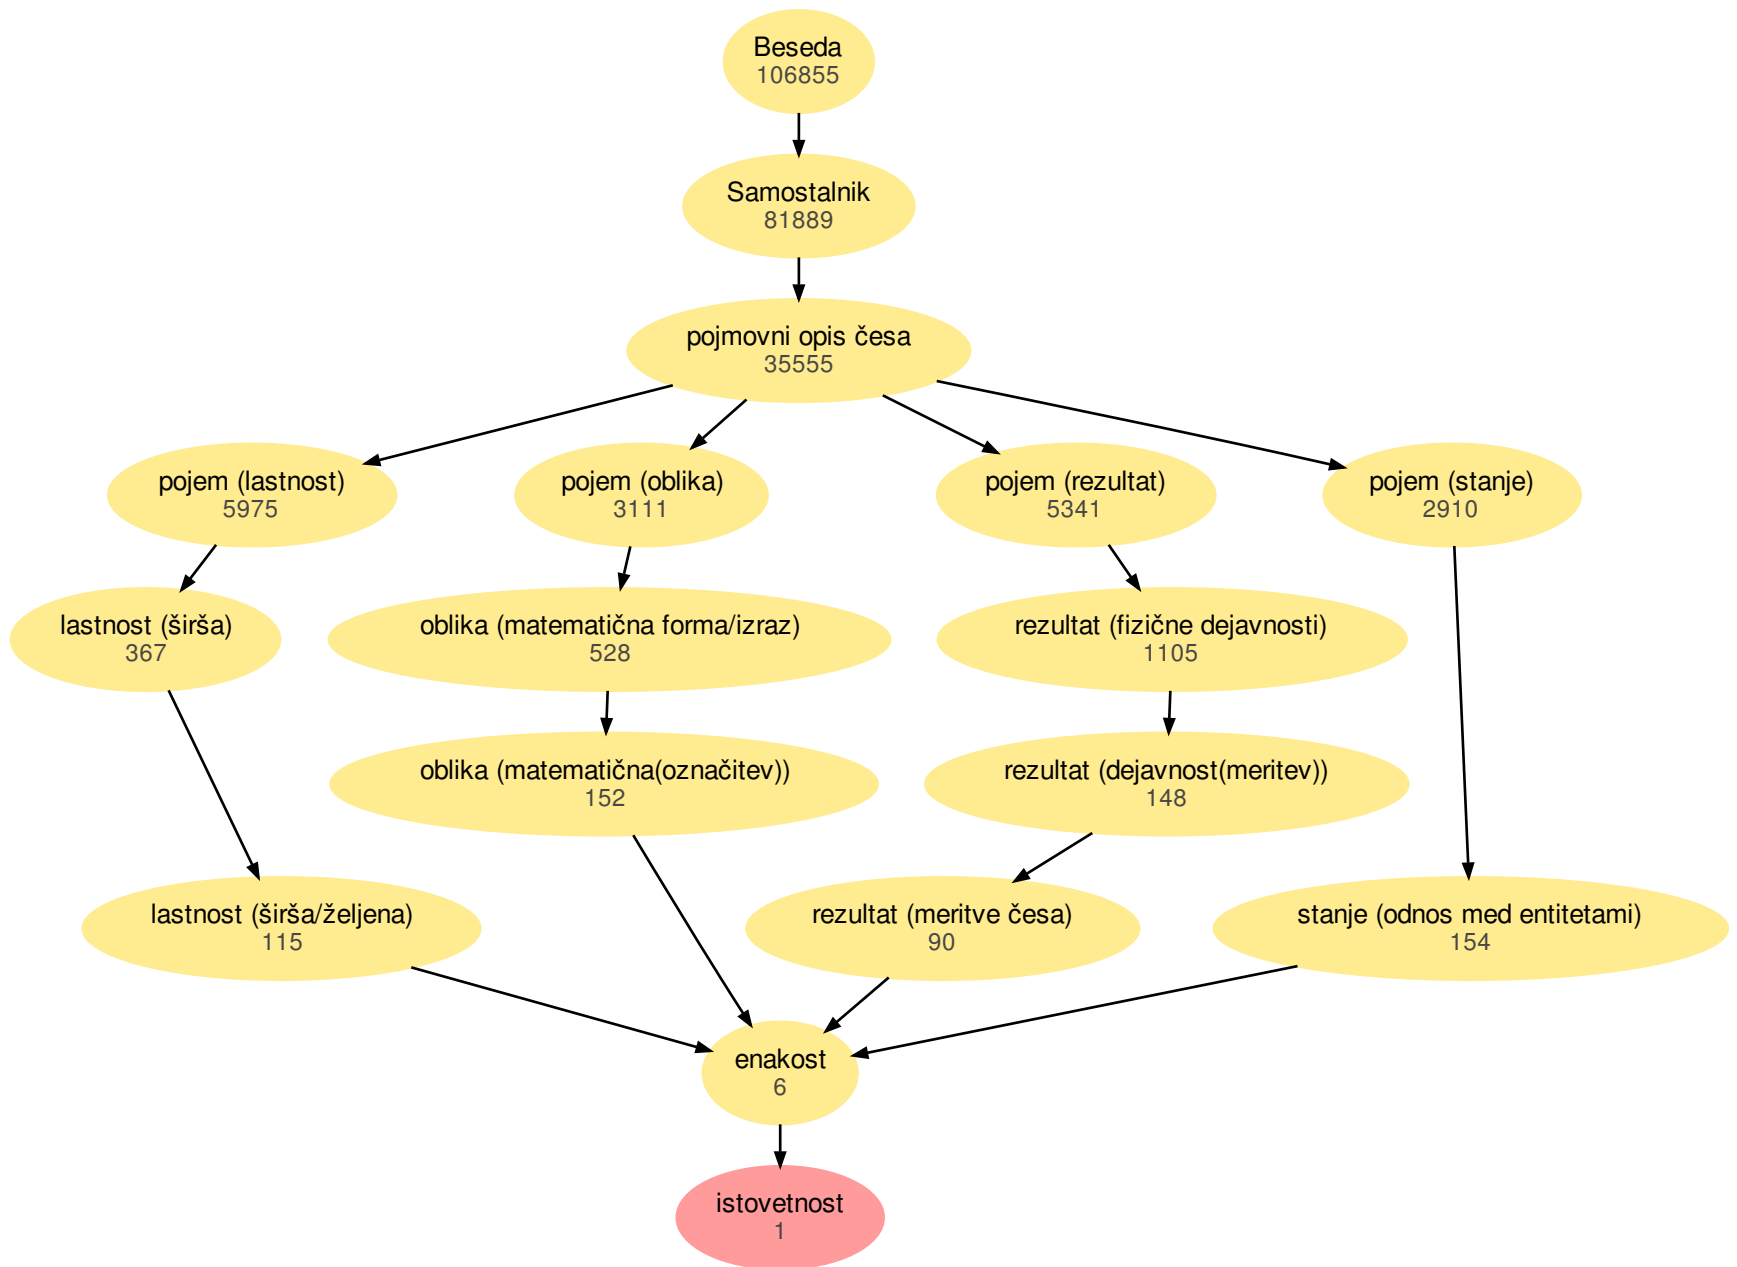 Beseda
106855
Samostalnik
81889
pojmovni opis česa
35555
pojem (lastnost)
5975
pojem (oblika)
3111
pojem (rezultat)
5341
pojem (stanje)
2910
lastnost (širša)
367
oblika (matematična forma/izraz)
528
rezultat (fizične dejavnosti)
1105
oblika (matematična(označitev))
152
rezultat (dejavnost(meritev))
148
lastnost (širša/željena)
115
rezultat (meritve česa)
90
stanje (odnos med entitetami)
154
enakost
6
istovetnost
1